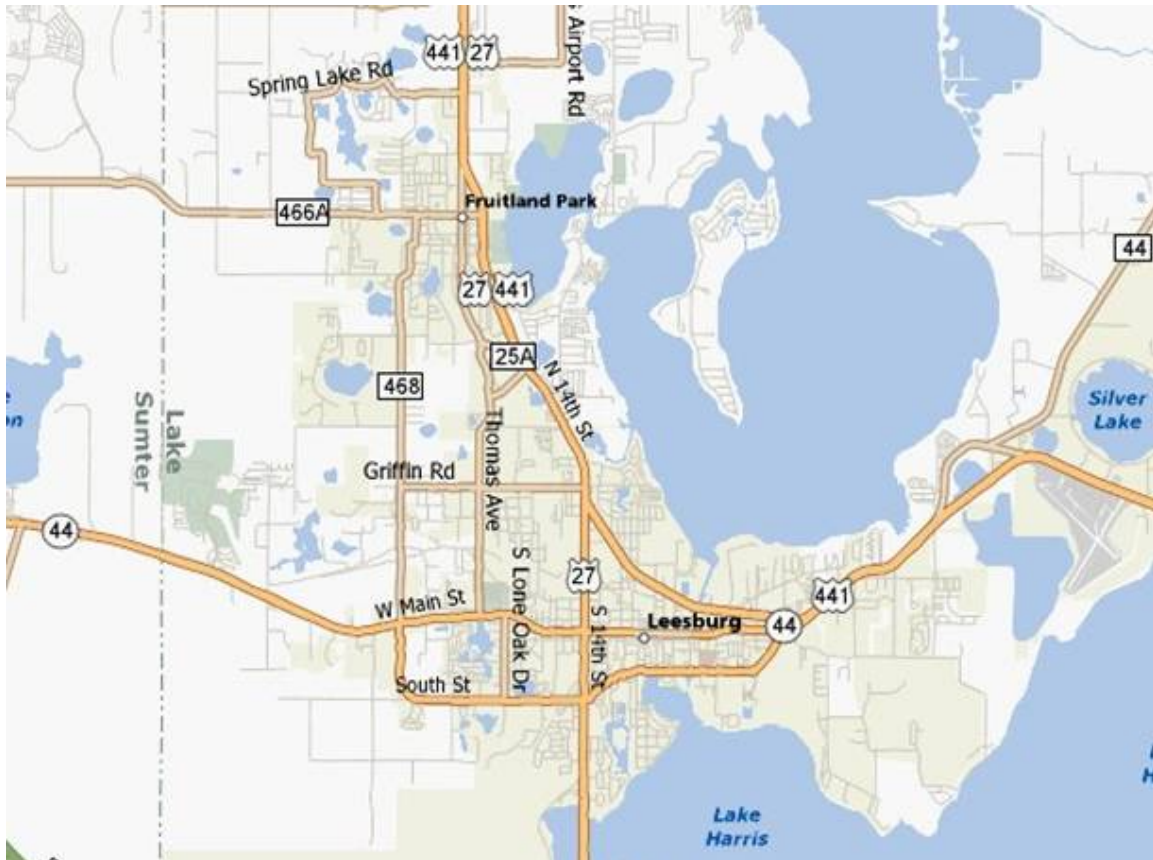 441
27
S Airport Rd
Spring Lake Rd
466A
Fruitland Park
44
27
441
25A
N 14th St
468
Silver
Lake
Lake
Sumter
Thomas Ave
Griffin Rd
44
S Lone Oak Dr
27
441
W Main St
S 14th St
Leesburg
44
South St
Lake
Harris